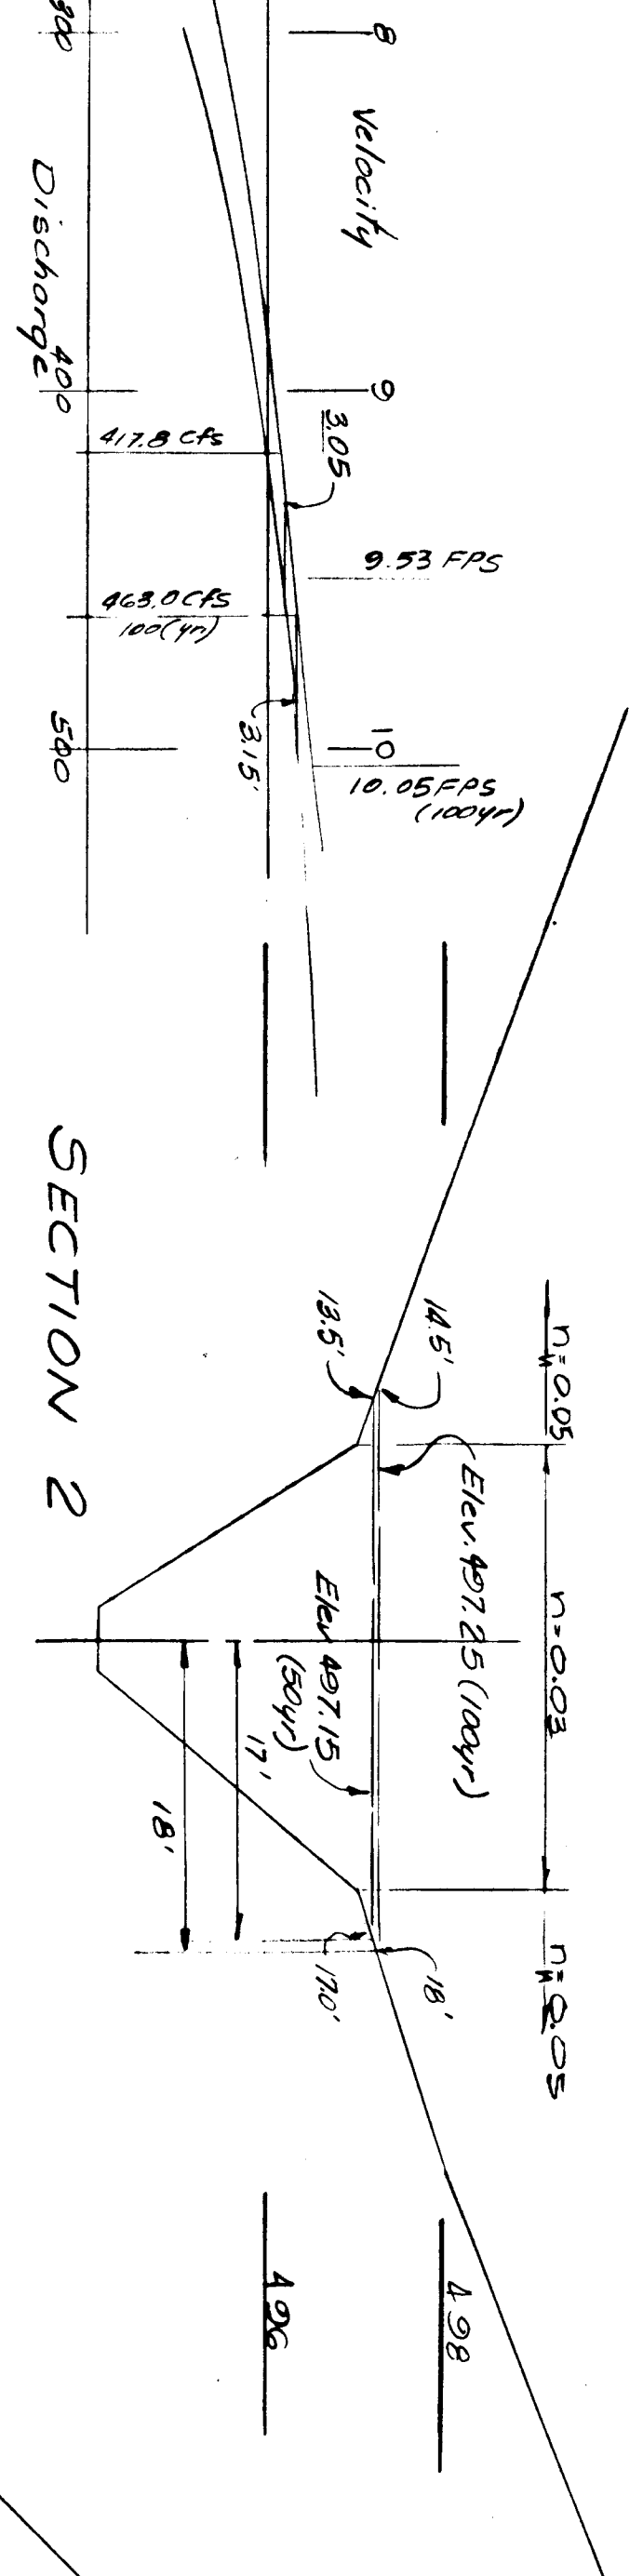 8
9
10
Velocity
3.05
9.53 FPS
10.05 FPS
(100yr)
3.15'
417.8 cfs
463.0 cfs
100(yr)
300
400
500
Discharge
n=0.05
n=0.03
n=0.05
14.5'
13.5'
Elev. 497.25 (100yr)
Elev 497.15
(50yr)
17'
18'
17.0'
18'
498
496
SECTION 2